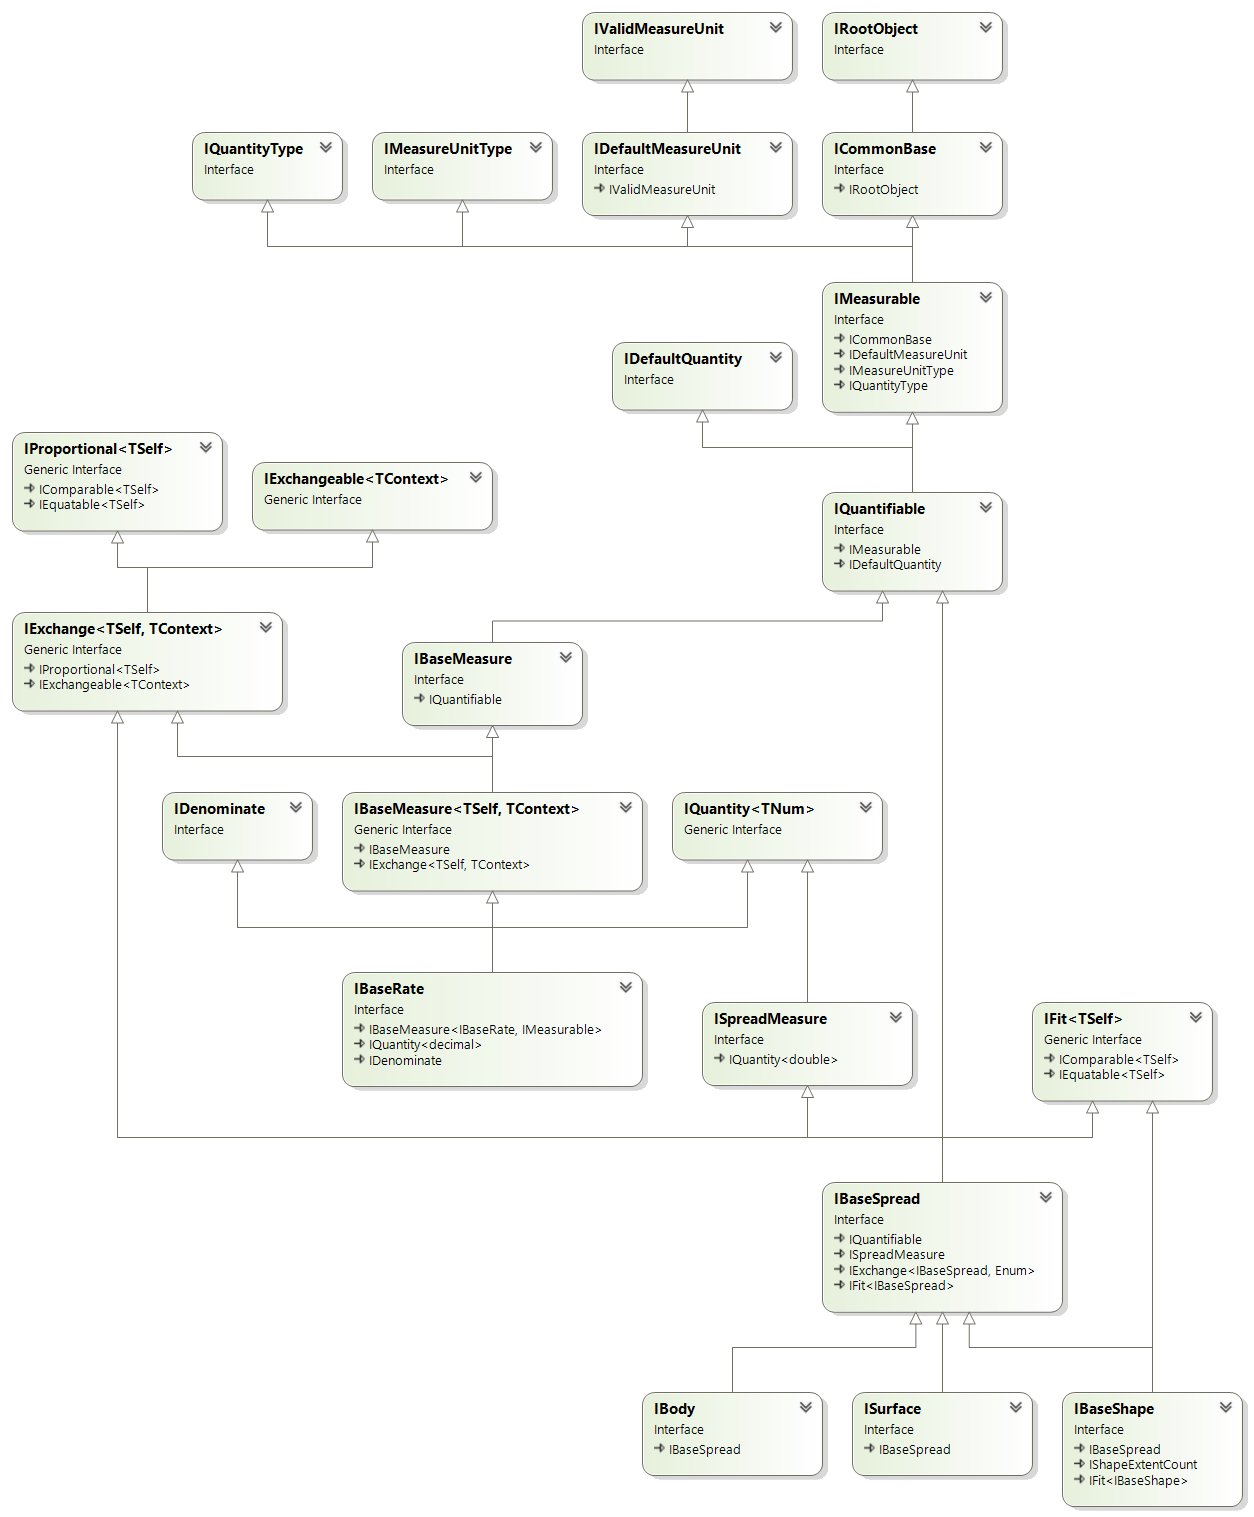 IValidMeasureUnit
Interface
IRootObject
Interface
IQuantityType
Interface
IMeasureUnitType
Interface
IDefaultMeasureUnit
Interface
IValidMeasureUnit
ICommonBase
Interface
IRootObject
IMeasurable
Interface
ICommonBase
IDefaultMeasureUnit
IMeasureUnitType
IQuantityType
IDefaultQuantity
Interface
IProportional<TSelf>
Generic Interface
IComparable<TSelf>
IEquatable<TSelf>
IExchangeable<TContext>
Generic Interface
IQuantifiable
Interface
IMeasurable
IDefaultQuantity
IExchange<TSelf, TContext>
Generic Interface
IProportional<TSelf>
IExchangeable<TContext>
IBaseMeasure
Interface
IQuantifiable
IDenominate
Interface
IBaseMeasure<TSelf, TContext>
Generic Interface
IBaseMeasure
IExchange<TSelf, TContext>
IQuantity<TNum>
Generic Interface
IBaseRate
Interface
IBaseMeasure<IBaseRate, IMeasurable>
IQuantity<decimal>
IDenominate
ISpreadMeasure
Interface
IQuantity<double>
IFit<TSelf>
Generic Interface
IComparable<TSelf>
IEquatable<TSelf>
IBaseSpread
Interface
IQuantifiable
ISpreadMeasure
IExchange<IBaseSpread, Enum>
IFit<IBaseSpread>
IBody
Interface
IBaseSpread
ISurface
Interface
IBaseSpread
IBaseShape
Interface
IBaseSpread
IShapeExtentCount
IFit<IBaseShape>